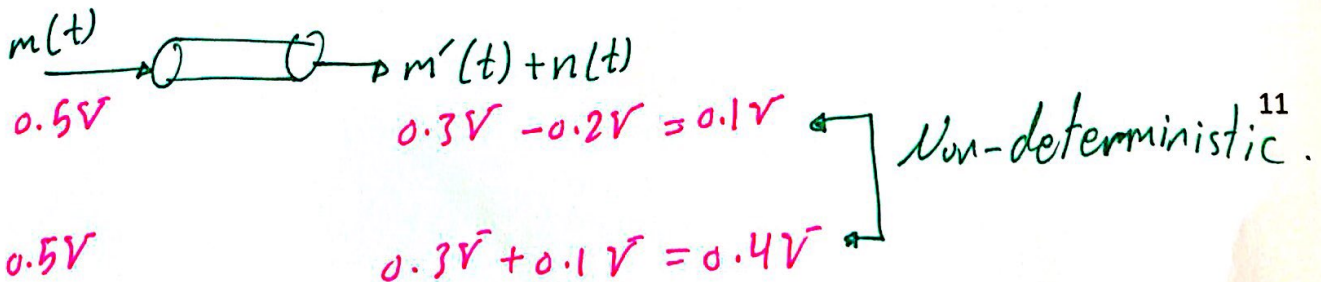 m(t)
m′(t) + n(t)
0.5V 0.3V - 0.2V = 0.1V
11
Non-deterministic.
0.5V 0.3V + 0.1V = 0.4V